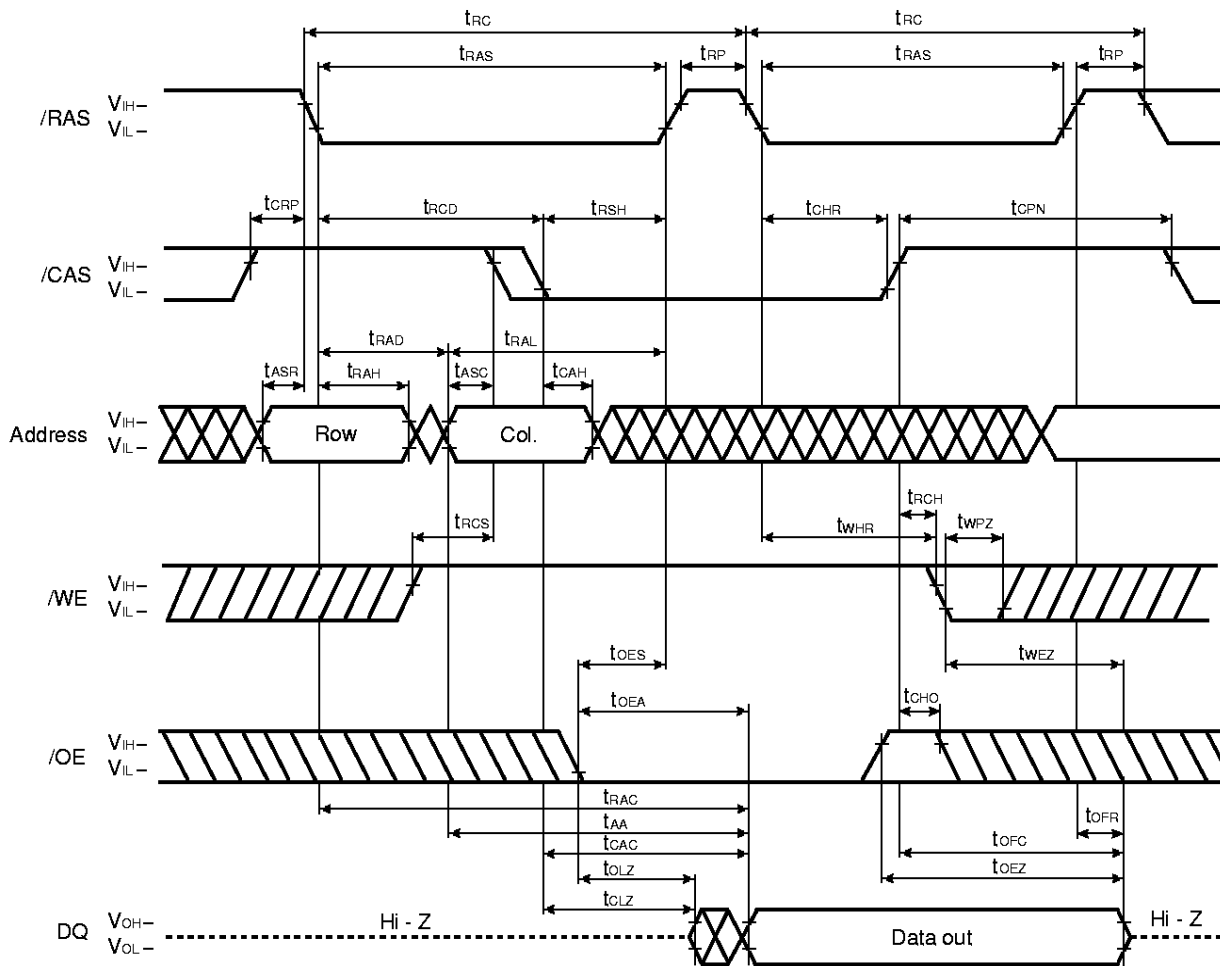 tRC tRC
tRAS tRP tRAS tRP
/RAS VIH–
VIL –
tCRP tRCD tRSH tCHR tCPN
/CAS VIH–
VIL –
tRAD tRAL
tASR tRAH tASC tCAH
Address VIH–
VIL – Row Col.
tRCH
tRCS tWHR tWPZ
/WE VIH–
VIL –
tOES tWEZ
tOEA tCHO
/OE VIH–
VIL –
tRAC
tAA tOFR
tCAC tOFC
tOLZ tOEZ
tCLZ
DQ VOH–
VOL – Hi - Z Data out Hi - Z